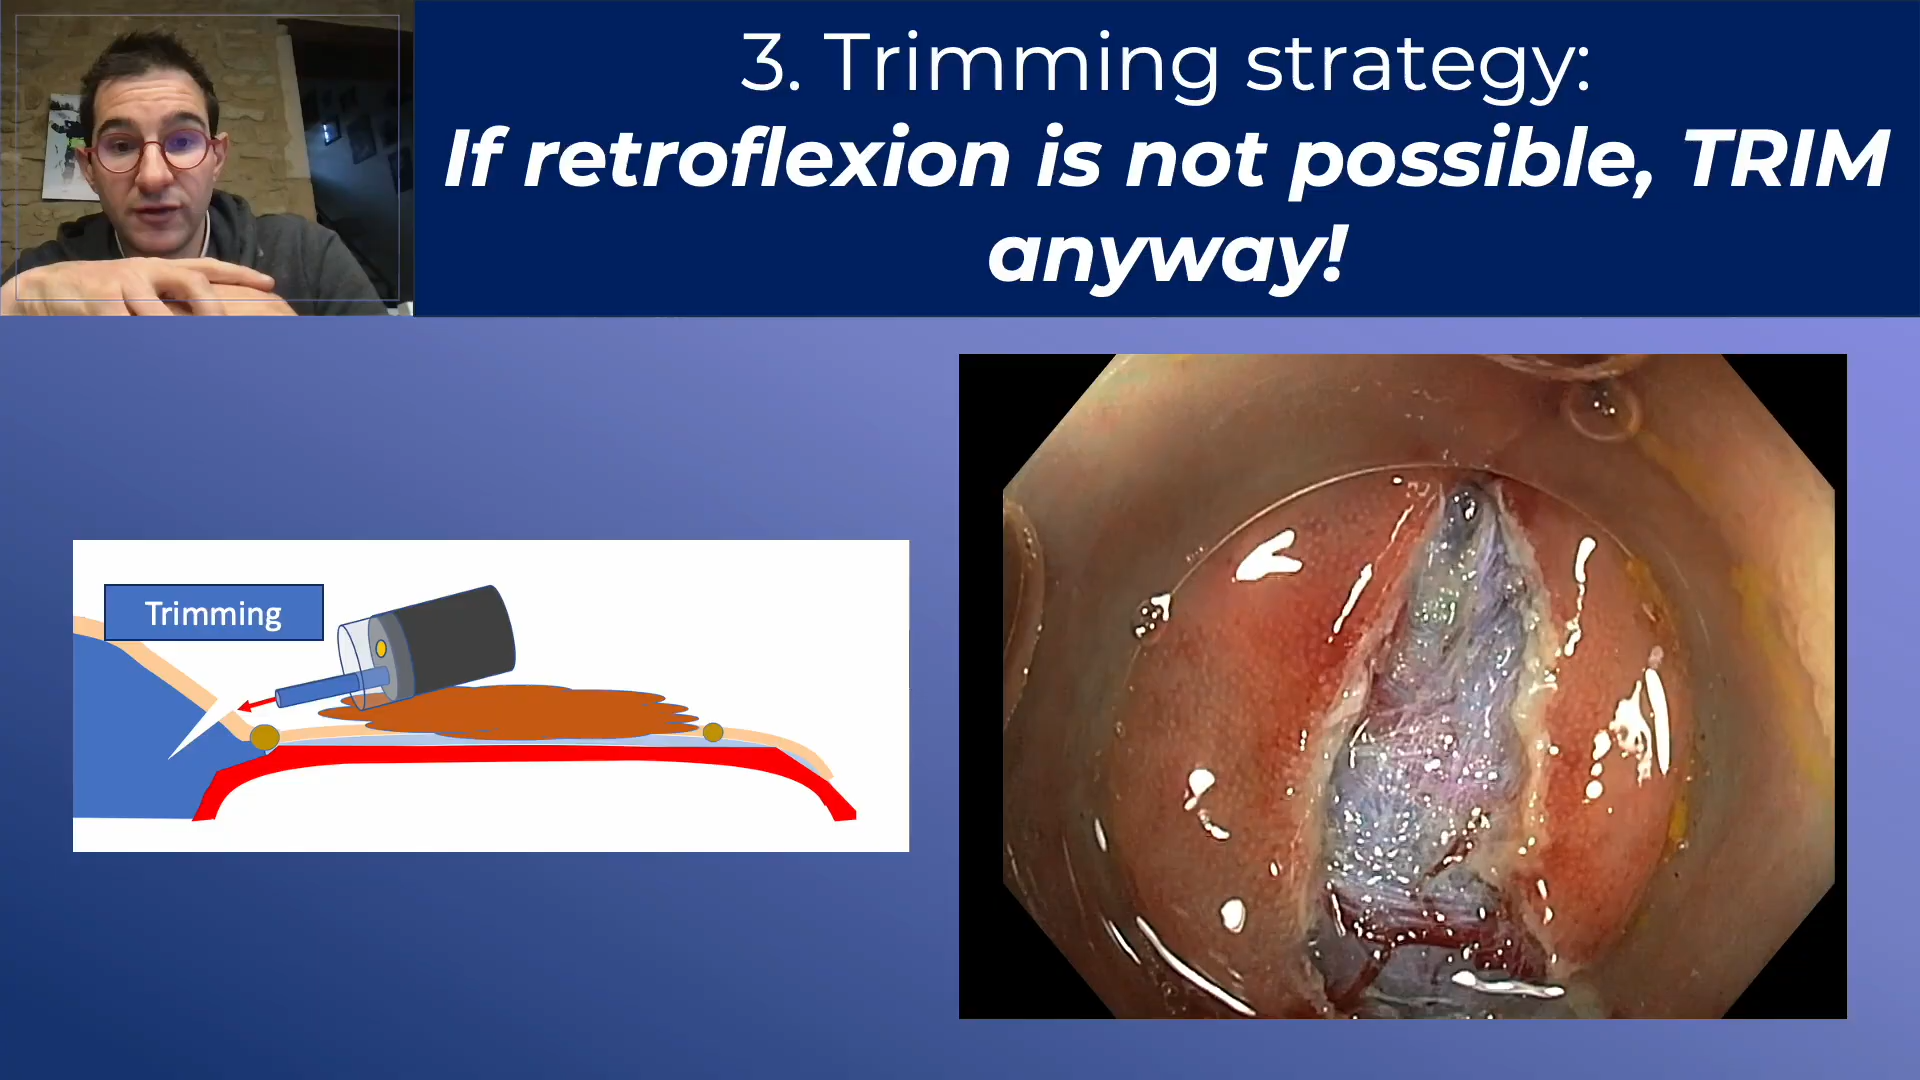 3. Trimming strategy:
If retroflexion is not possible, TRIM
anyway!
Trimming